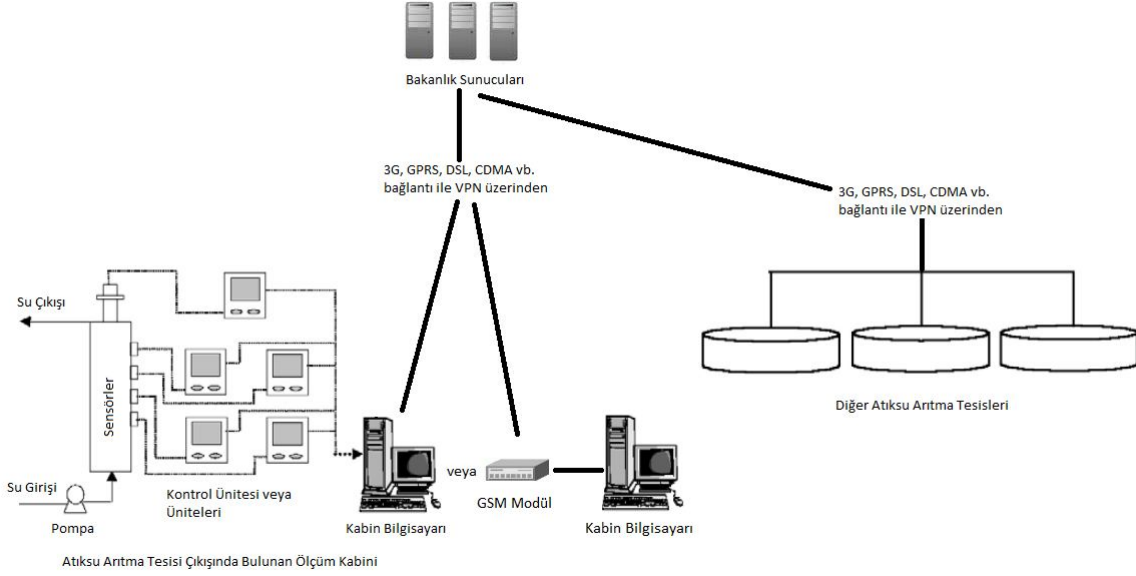 Bakanlık Sunucuları
3G, GPRS, DSL, CDMA vb.
bağlantı ile VPN üzerinden
3G, GPRS, DSL, CDMA vb.
bağlantı ile VPN üzerinden
Su Çıkışı
Sensörler
Su Girişi
Pompa
Kontrol Ünitesi veya
Üniteleri
Kabin Bilgisayarı
veya
GSM Modül
Kabin Bilgisayarı
Diğer Atıksu Arıtma Tesisleri
Atıksu Arıtma Tesisi Çıkışında Bulunan Ölçüm Kabini